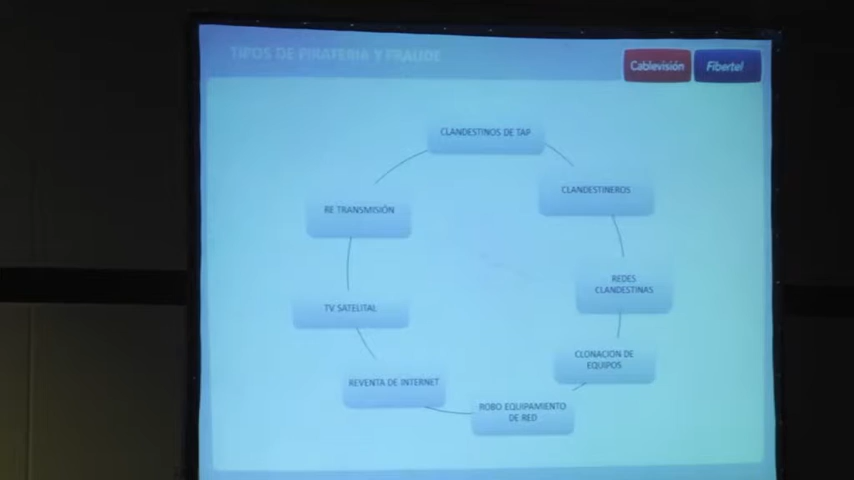 TIPOS DE PIRATERIA Y FRAUDE
Cablevisión
Fibertel
CLANDESTINOS DE TAP
CLANDESTINEROS
REDES
CLANDESTINAS
CLONACION DE
EQUIPOS
ROBO EQUIPAMIENTO
DE RED
REVENTA DE INTERNET
TV SATELITAL
RE TRANSMISIÓN